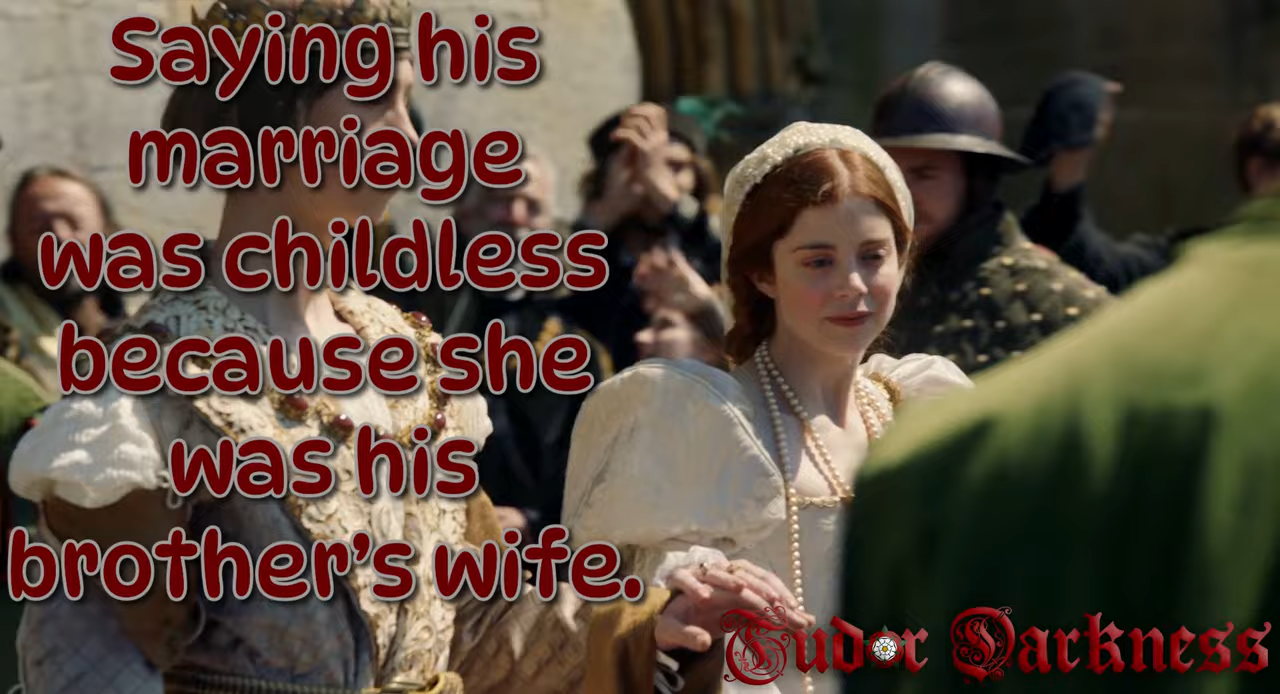 Saying his
marriage
was childless
because she
was his
brother's wife.
Tudor Darkness